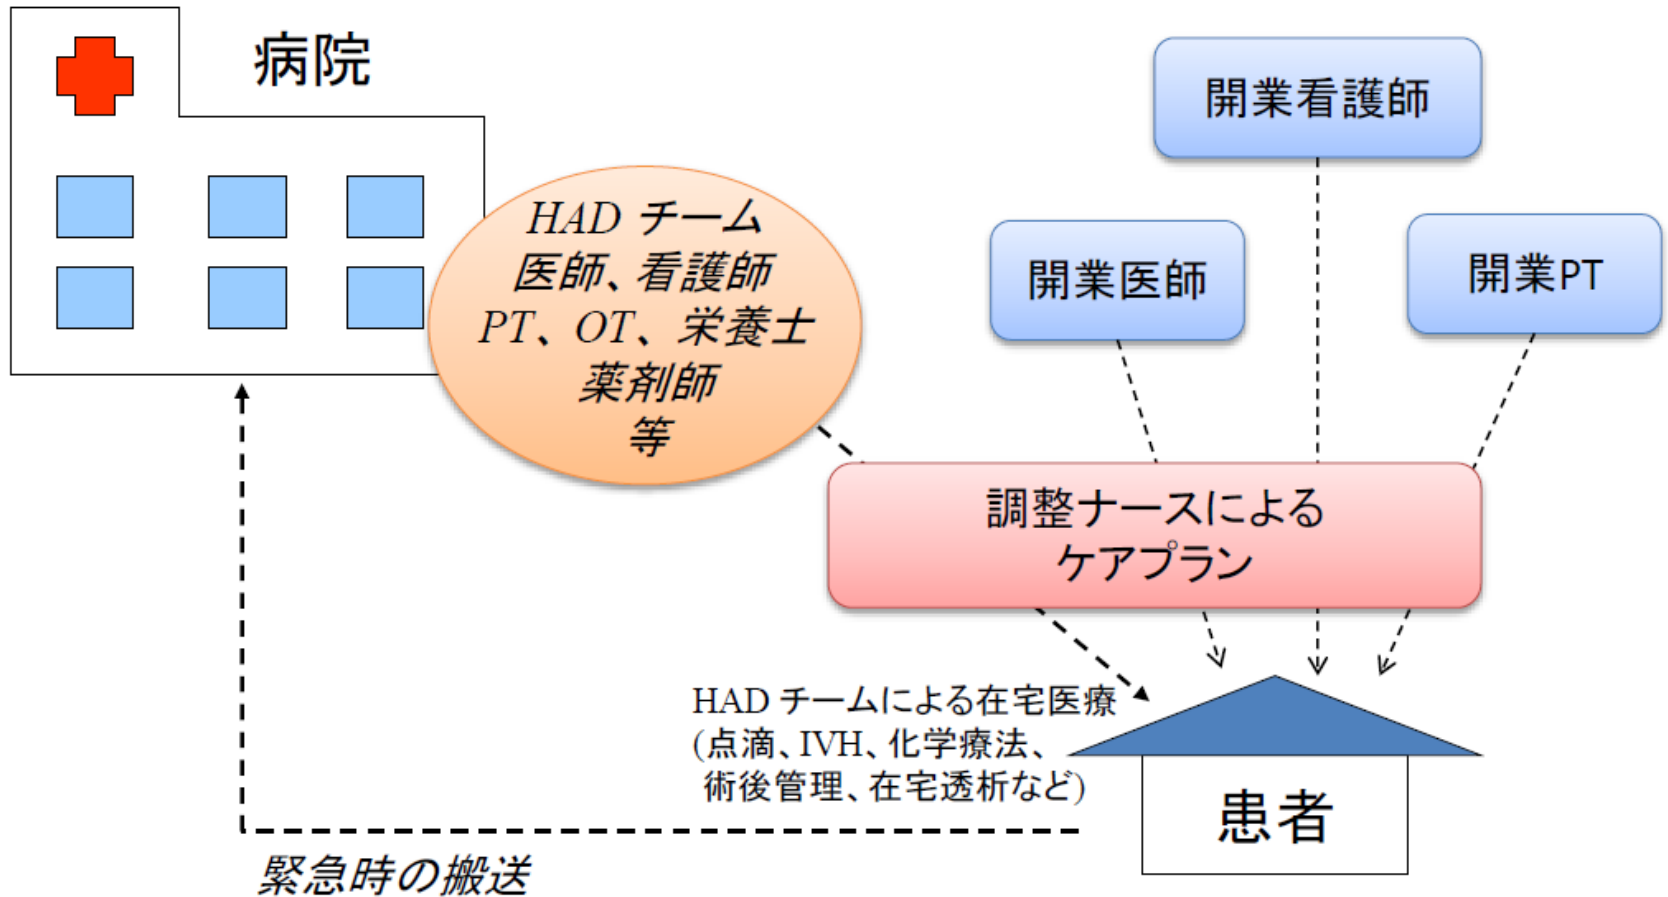 病院
開業看護師
開業医師
開業PT
HAD チーム
医師、看護師
PT、OT、栄養士
薬剤師
等
調整ナースによる
ケアプラン
HAD チームによる在宅医療
(点滴、IVH、化学療法、
術後管理、在宅透析など)
患者
緊急時の搬送